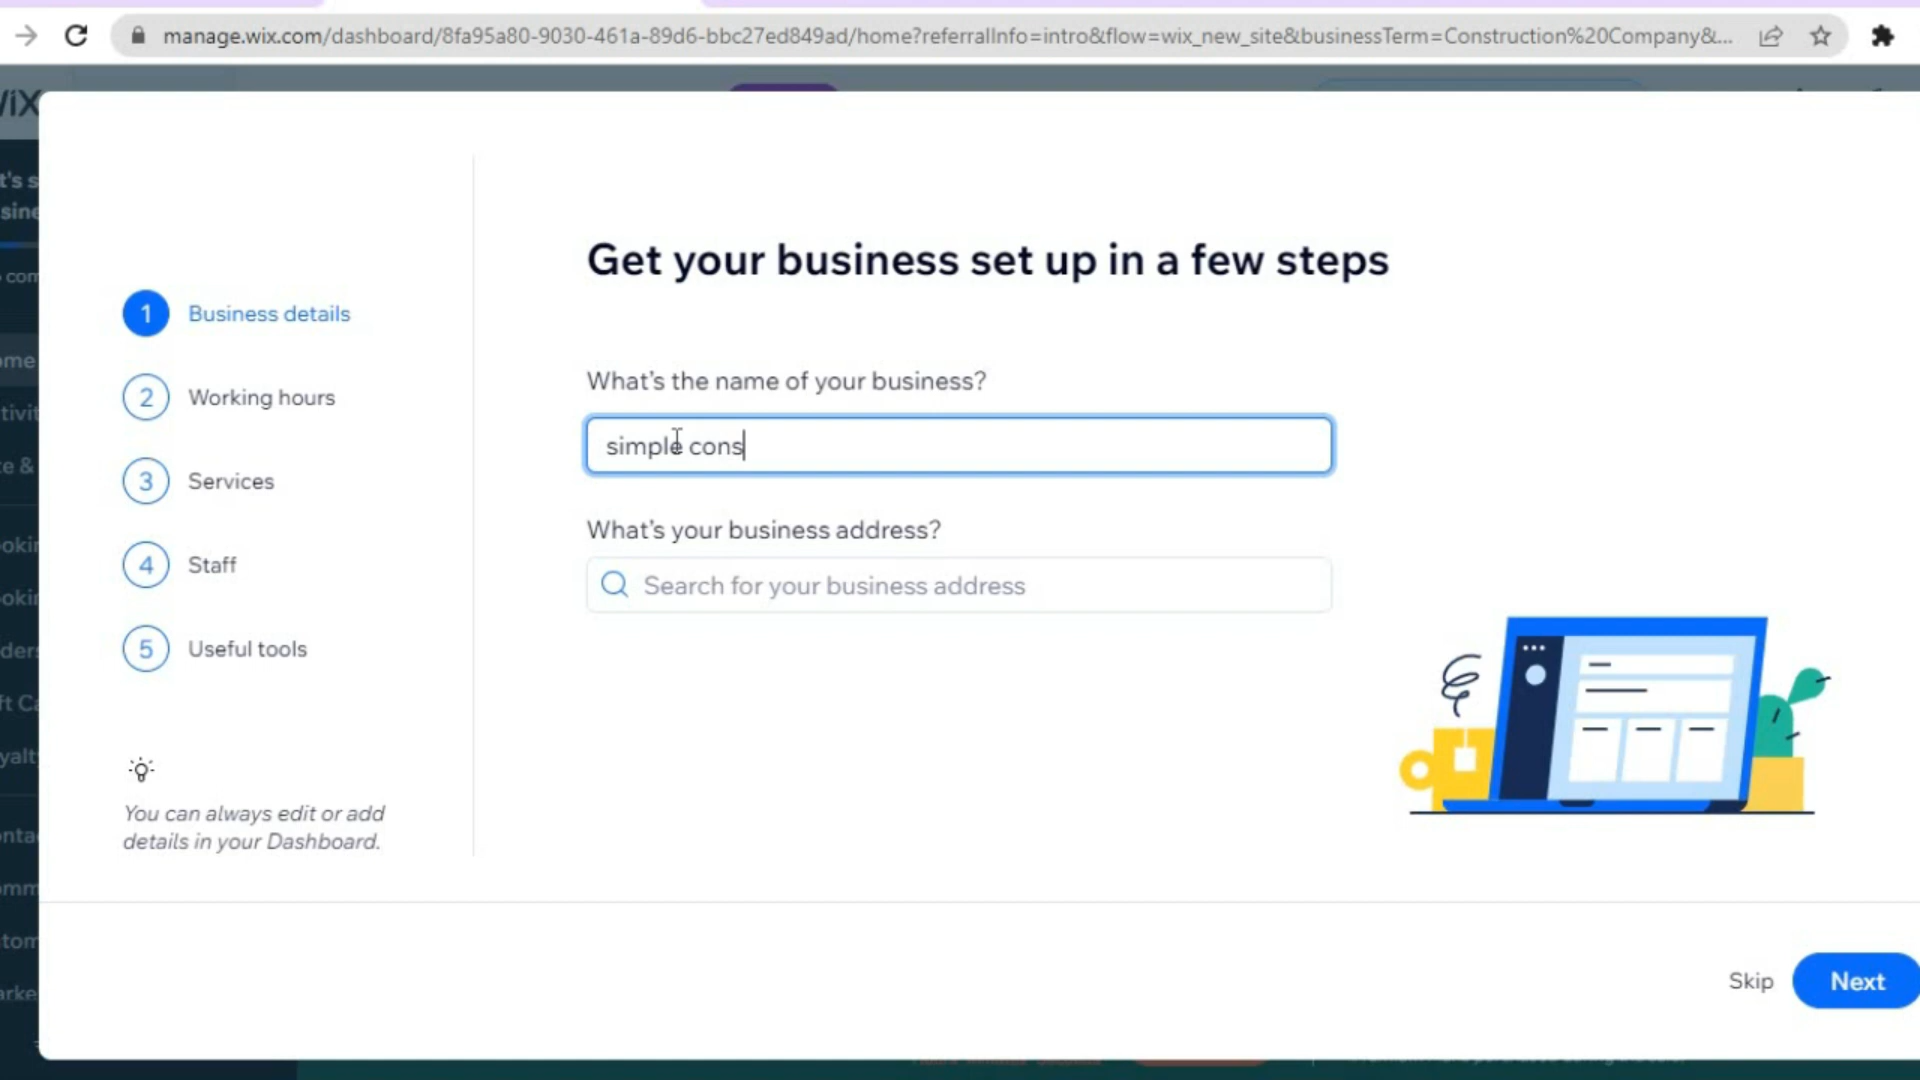 manage.wix.com/dashboard/8fa95a80-9030-461a-89d6-bbc27ed849ad/home?referralInfo=intro&flow=wix_new_site&businessTerm=Construction%20Company&...
Get your business set up in a few steps
1 Business details
2 Working hours
3 Services
4 Staff
5 Useful tools
You can always edit or add
details in your Dashboard.
What's the name of your business?
simple cons
What's your business address?
Search for your business address
Skip
Next